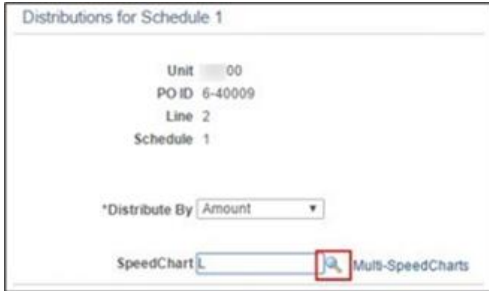 Distributions for Schedule 1
Unit 00
PO ID 6-40009
Line 2
Schedule 1
*Distribute By Amount
SpeedChart L Multi-SpeedCharts